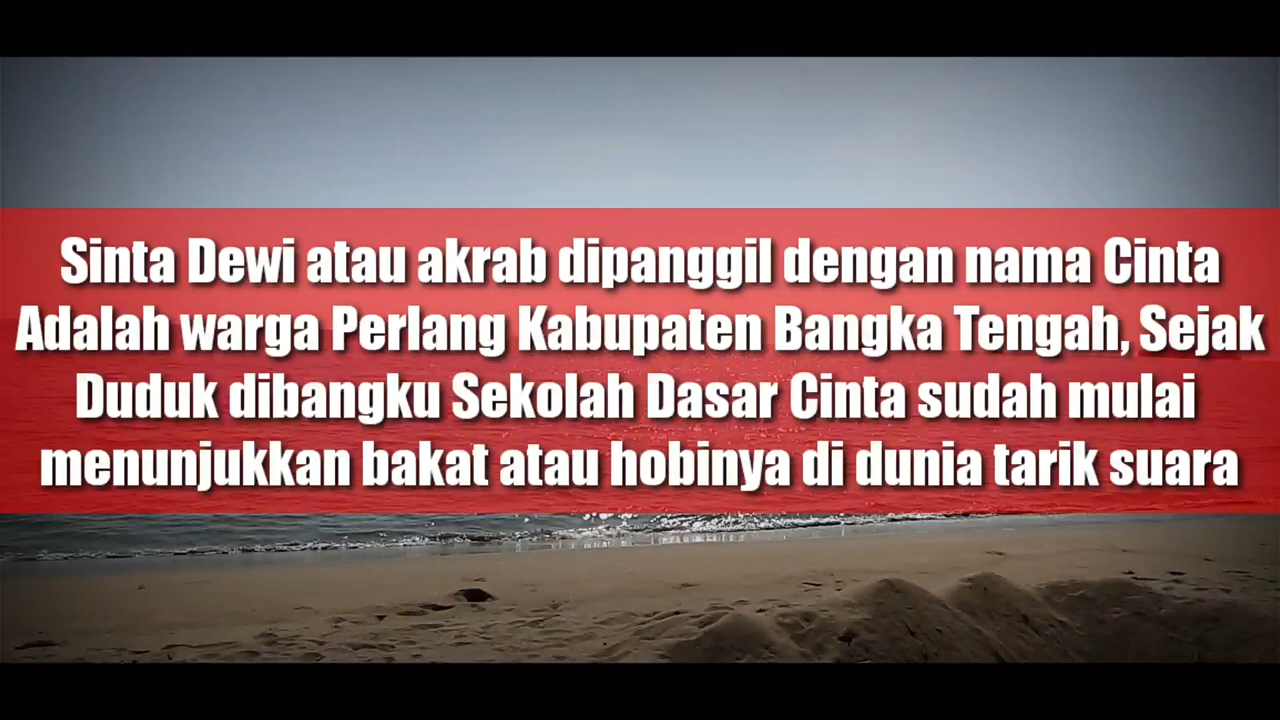 Sinta Dewi atau akrab dipanggil dengan nama Cinta
Adalah warga Perlang Kabupaten Bangka Tengah, Sejak
Duduk dibangku Sekolah Dasar Cinta sudah mulai
menunjukkan bakat atau hobinya di dunia tarik suara